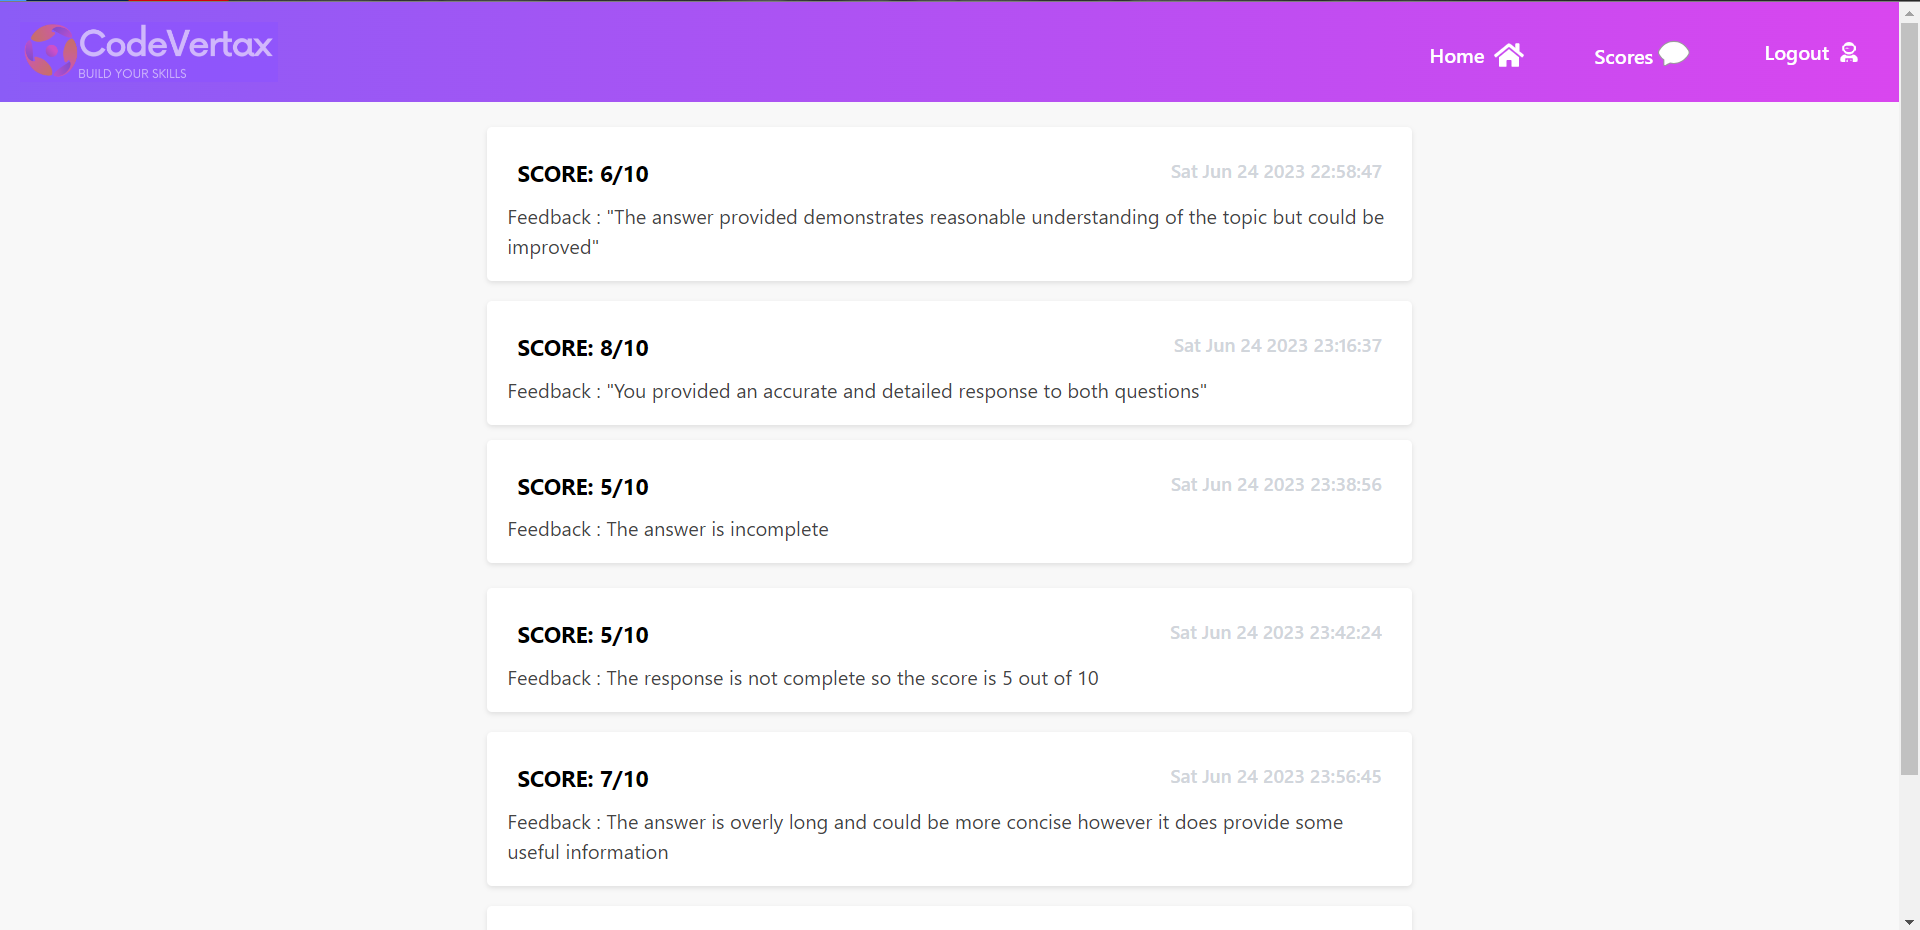 CodeVertax
BUILD YOUR SKILLS
Home
Scores
Logout
SCORE: 6/10
Sat Jun 24 2023 22:58:47
Feedback : "The answer provided demonstrates reasonable understanding of the topic but could be
improved"
SCORE: 8/10
Sat Jun 24 2023 23:16:37
Feedback : "You provided an accurate and detailed response to both questions"
SCORE: 5/10
Sat Jun 24 2023 23:38:56
Feedback : The answer is incomplete
SCORE: 5/10
Sat Jun 24 2023 23:42:24
Feedback : The response is not complete so the score is 5 out of 10
SCORE: 7/10
Sat Jun 24 2023 23:56:45
Feedback : The answer is overly long and could be more concise however it does provide some
useful information